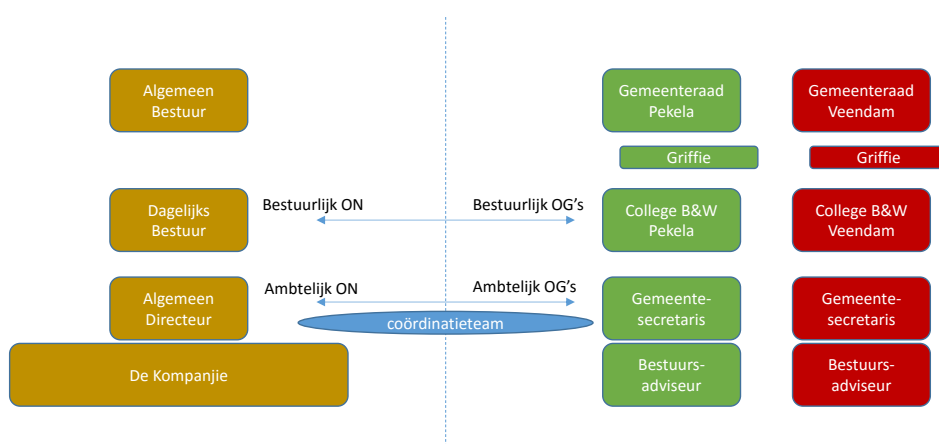 Algemeen
Bestuur
Gemeenteraad
Pekela
Gemeenteraad
Veendam
Griffie
Griffie
Dagelijks
Bestuur
Bestuurlijk ON
Bestuurlijk OG’s
College B&W
Pekela
College B&W
Veendam
Algemeen
Directeur
Ambtelijk ON
Ambtelijk OG’s
coördinatieteam
Gemeente-
secretaris
Gemeente-
secretaris
De Kompanjie
Bestuurs-
adviseur
Bestuurs-
adviseur